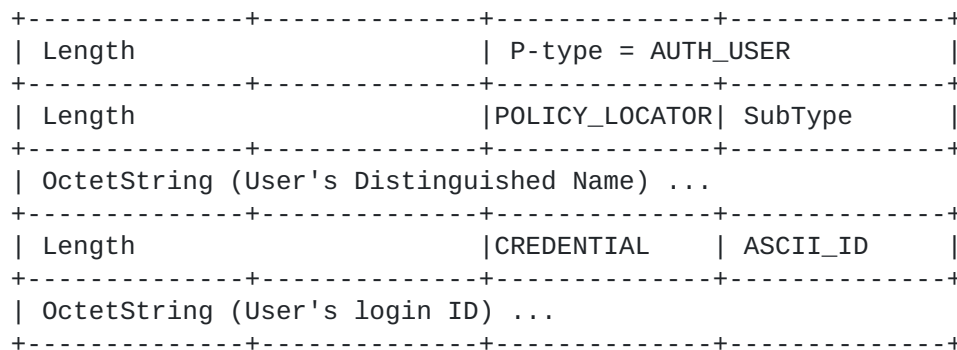 +--------------+--------------+--------------+--------------+
| Length                      | P-type = AUTH_USER          |
+--------------+--------------+--------------+--------------+
| Length                      |POLICY_LOCATOR| SubType      |
+--------------+--------------+--------------+--------------+
| OctetString (User's Distinguished Name) ...
+--------------+--------------+--------------+--------------+
| Length                      |CREDENTIAL    | ASCII_ID     |
+--------------+--------------+--------------+--------------+
| OctetString (User's login ID) ...
+--------------+--------------+--------------+--------------+